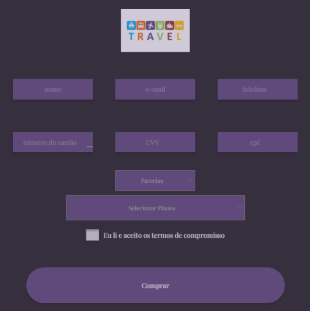 TRAVEL
nome
e-mail
telefone
número do cartão
CVV
cpf
Parcelas
Selecionar Plano
Eu li e aceito os termos de compromisso
Comprar